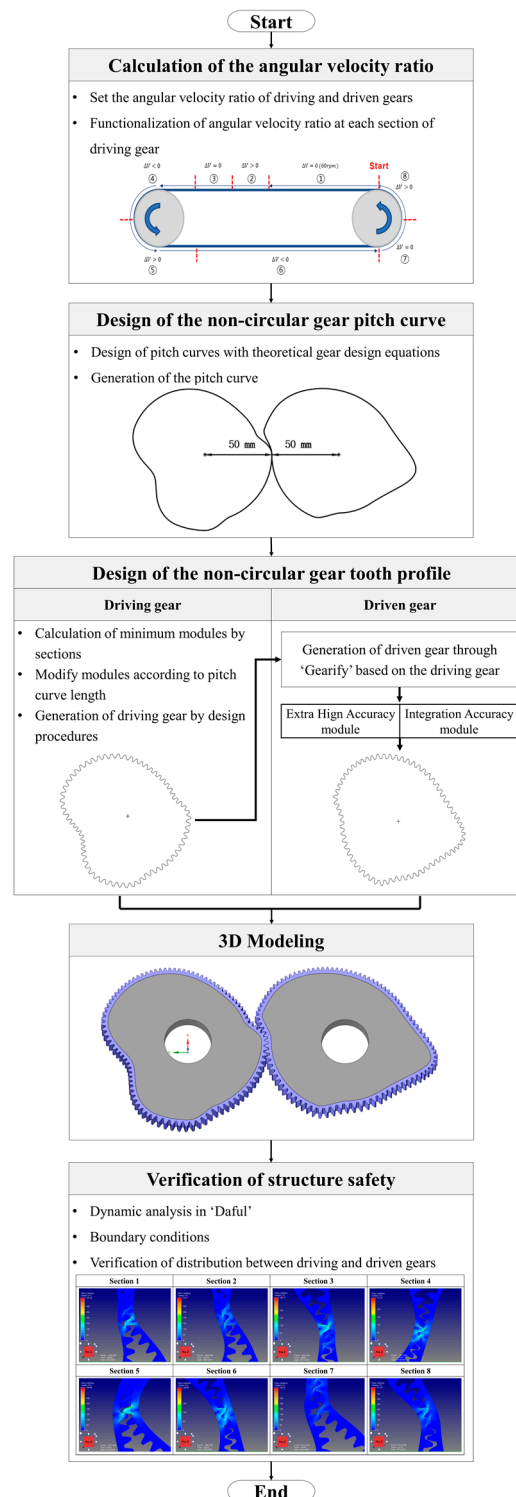 Start
Calculation of the angular velocity ratio
• Set the angular velocity ratio of driving and driven gears
• Functionalization of angular velocity ratio at each section of
driving gear
ΔV < 0
④
ΔV = 0
③
ΔV > 0
②
ΔV = 0 (60rpm)
①
Start
⑧
ΔV > 0
ΔV > 0
⑤
ΔV < 0
⑥
ΔV = 0
⑦
Design of the non-circular gear pitch curve
• Design of pitch curves with theoretical gear design equations
• Generation of the pitch curve
50 mm
50 mm
Design of the non-circular gear tooth profile
Driving gear
• Calculation of minimum modules by
sections
• Modify modules according to pitch
curve length
• Generation of driving gear by design
procedures
Driven gear
Generation of driven gear through
‘Gearify’ based on the driving gear
Extra Hign Accuracy
module
Integration Accuracy
module
3D Modeling
Verification of structure safety
• Dynamic analysis in ‘Daful’
• Boundary conditions
• Verification of distribution between driving and driven gears
Section 1
Section 2
Section 3
Section 4
Section 5
Section 6
Section 7
Section 8
End